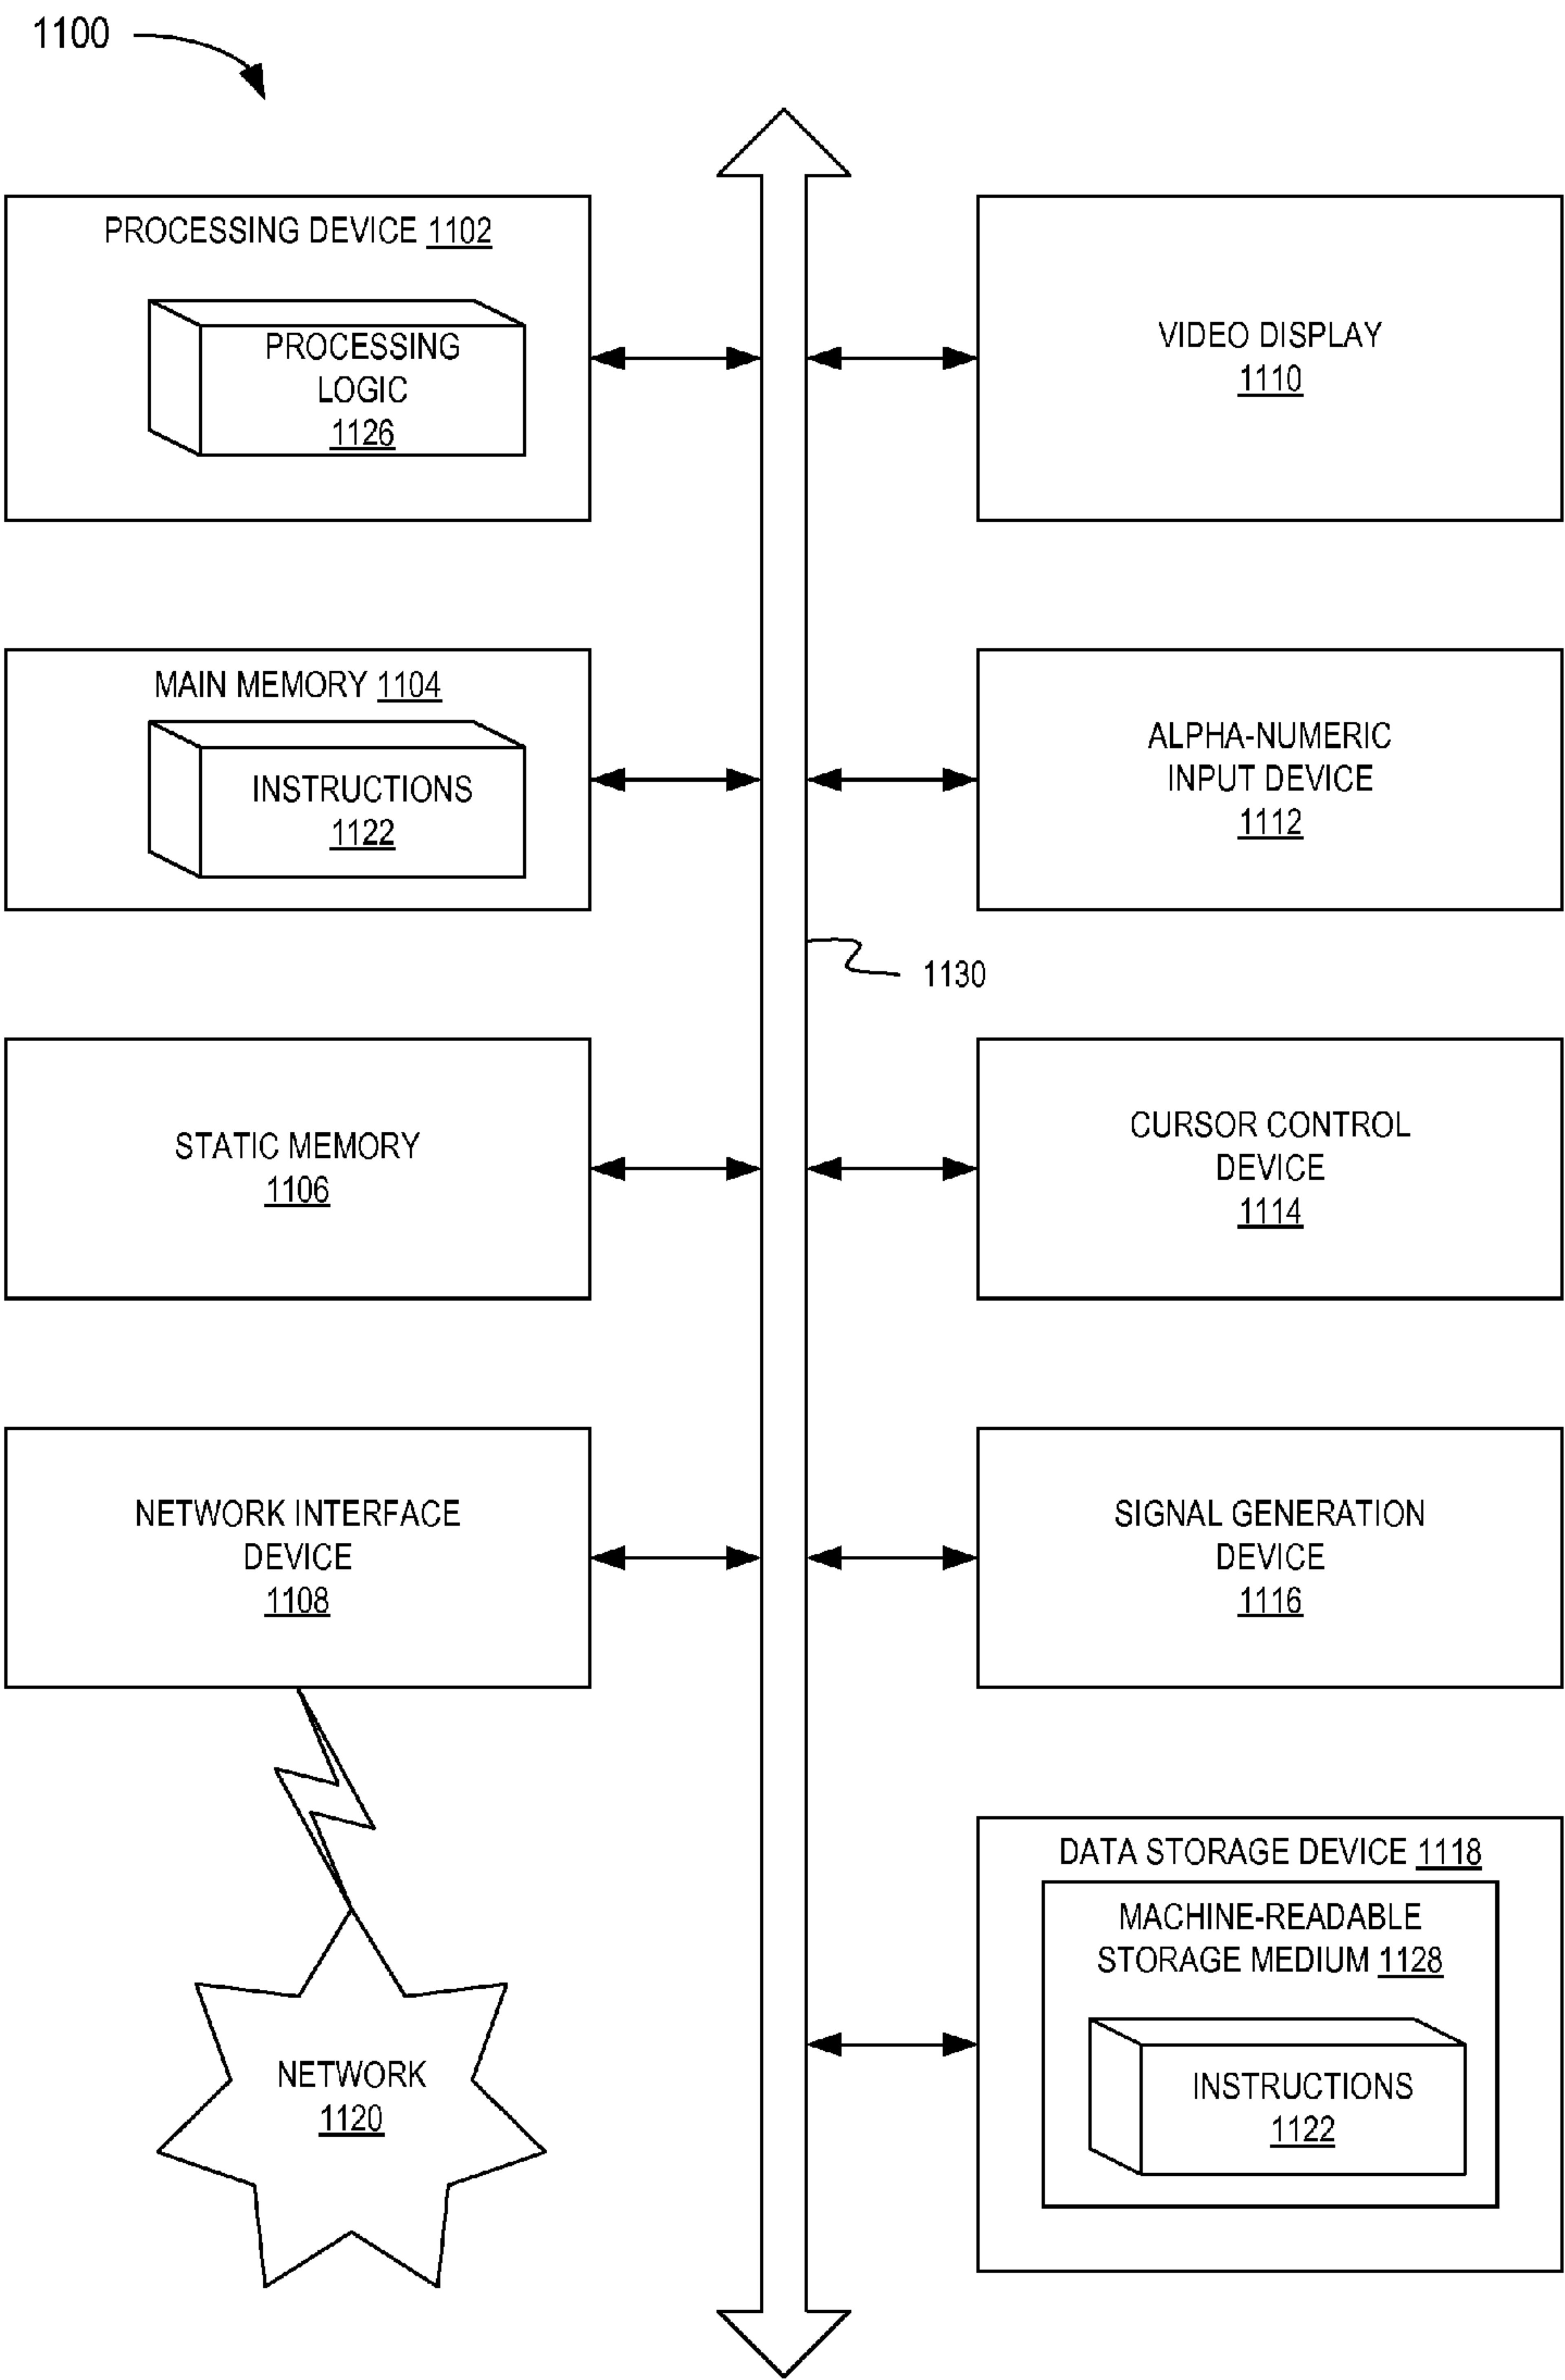 1100
PROCESSING DEVICE 1102
PROCESSING
LOGIC
1126
VIDEO DISPLAY
1110
MAIN MEMORY 1104
INSTRUCTIONS
1122
ALPHA-NUMERIC
INPUT DEVICE
1112
1130
STATIC MEMORY
1106
CURSOR CONTROL
DEVICE
1114
NETWORK INTERFACE
DEVICE
1108
SIGNAL GENERATION
DEVICE
1116
DATA STORAGE DEVICE 1118
MACHINE-READABLE
STORAGE MEDIUM 1128
INSTRUCTIONS
1122
NETWORK
1120